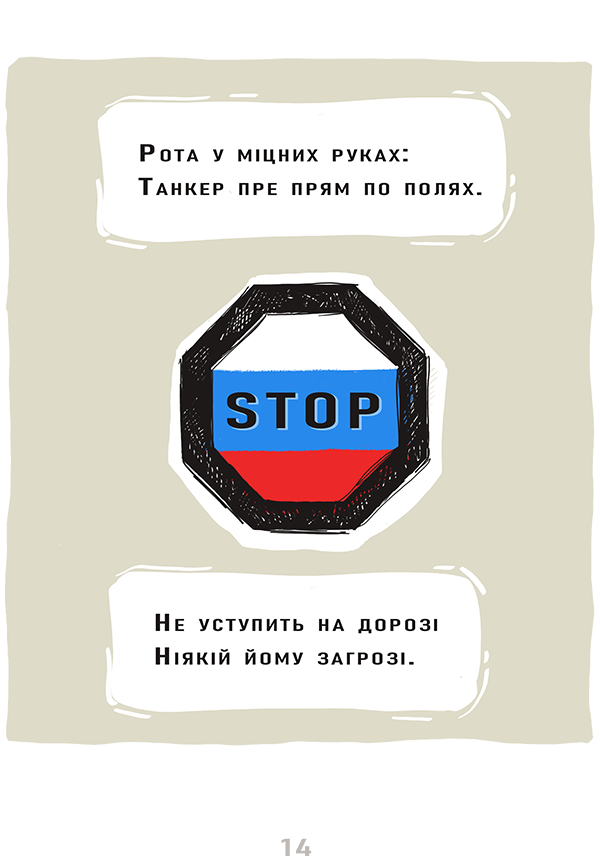 Рота у міцних руках:
Танкер пре прям по полях.
STOP
Не уступить на дорозі
Ніякій йому загрозі.
14